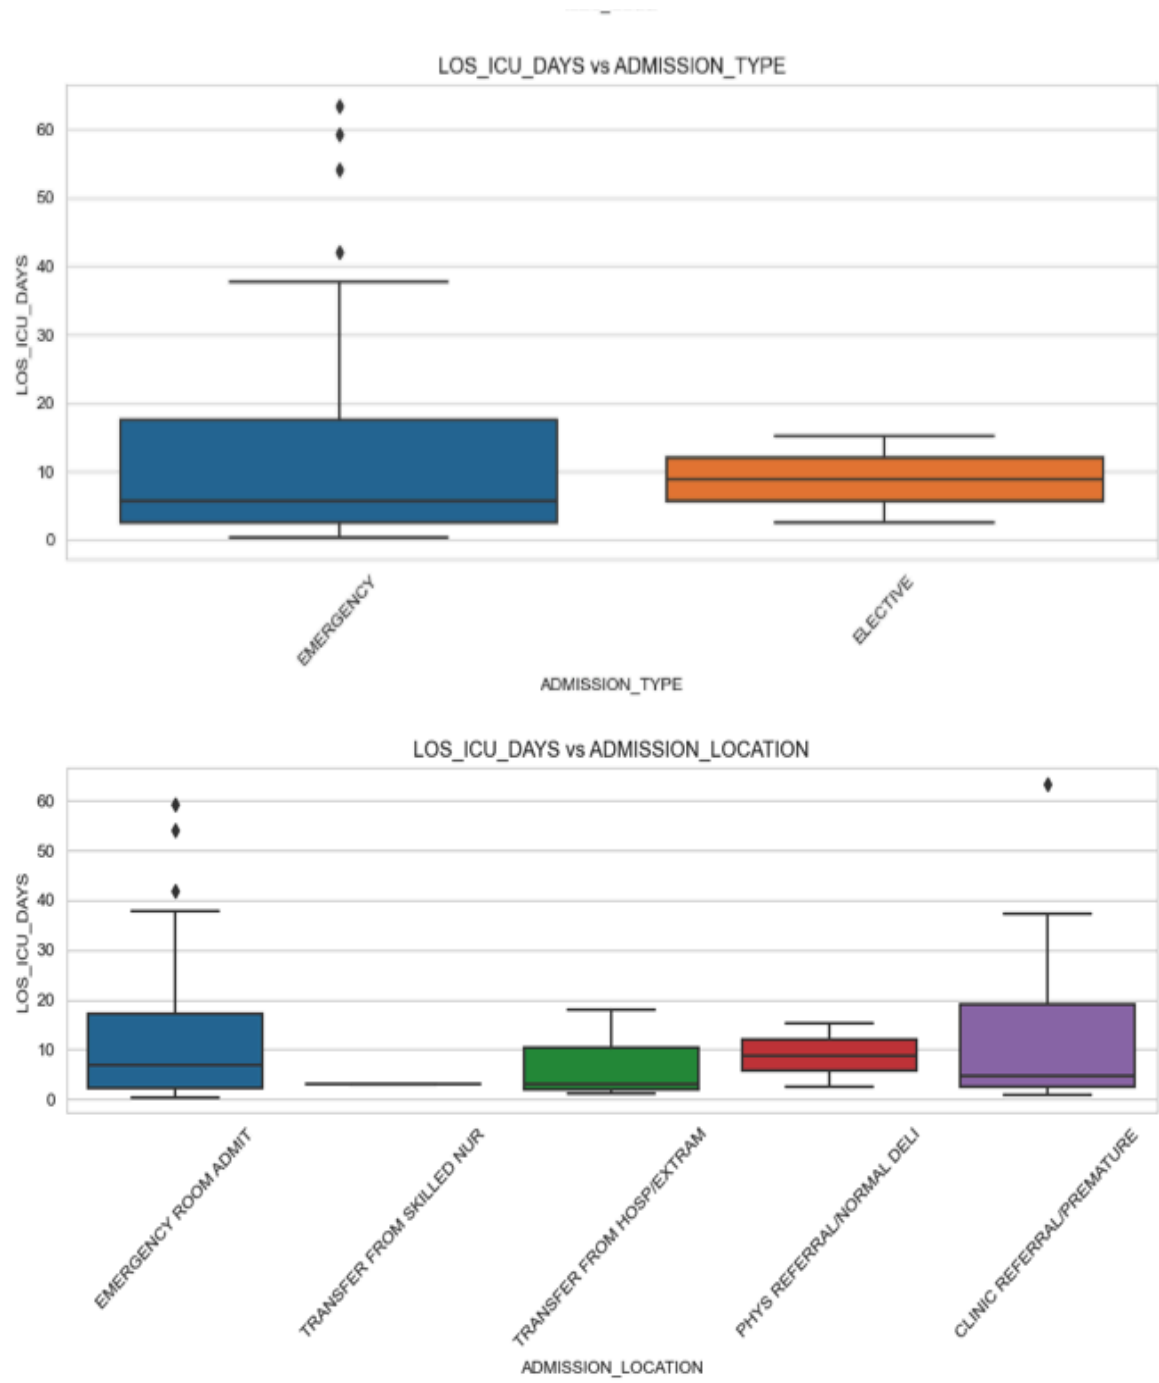 LOS_ICU_DAYS vs ADMISSION_TYPE
60
50
40
30
20
10
0
LOS_ICU_DAYS
EMERGENCY
ELECTIVE
ADMISSION_TYPE
LOS_ICU_DAYS vs ADMISSION_LOCATION
60
50
40
30
20
10
0
LOS_ICU_DAYS
EMERGENCY ROOM ADMIT
TRANSFER FROM SKILLED NUR
TRANSFER FROM HOSP/EXTRAM
PHYS REFERRAL/NORMAL DELI
CLINIC REFERRAL/PREMATURE
ADMISSION_LOCATION